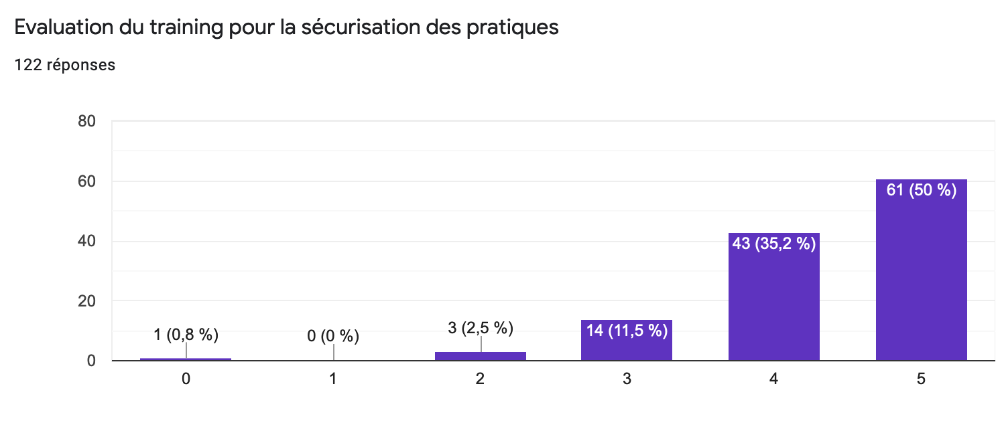 Evaluation du training pour la sécurisation des pratiques
122 réponses
80
60
40
20
0
1 (0,8 %)
0 (0 %)
3 (2,5 %)
14 (11,5 %)
43 (35,2 %)
61 (50 %)
0
1
2
3
4
5